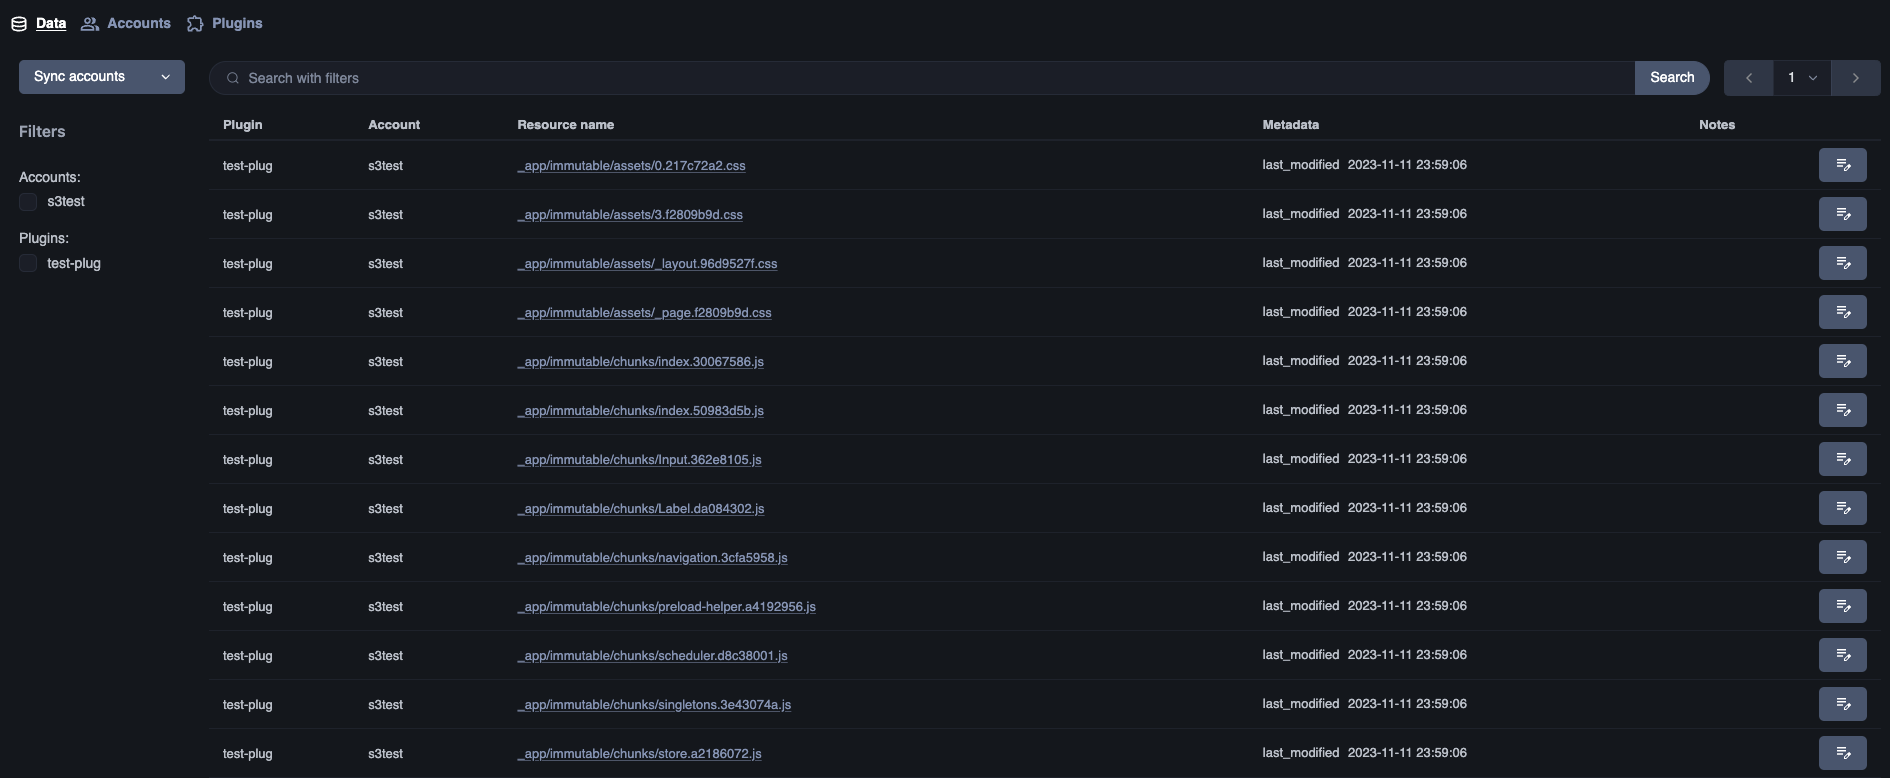 Data Accounts Plugins
Sync accounts Search with filters Search 1
Plugin Account Resource name Metadata Notes
Filters
Accounts:
s3test
Plugins:
test-plug
test-plug s3test _app/immutable/assets/0.217c72a2.css last_modified 2023-11-11 23:59:06
test-plug s3test _app/immutable/assets/3.f2809b9d.css last_modified 2023-11-11 23:59:06
test-plug s3test _app/immutable/assets/_layout.96d9527f.css last_modified 2023-11-11 23:59:06
test-plug s3test _app/immutable/assets/_page.f2809b9d.css last_modified 2023-11-11 23:59:06
test-plug s3test _app/immutable/chunks/index.30067586.js last_modified 2023-11-11 23:59:06
test-plug s3test _app/immutable/chunks/index.50983d5b.js last_modified 2023-11-11 23:59:06
test-plug s3test _app/immutable/chunks/Input.362e8105.js last_modified 2023-11-11 23:59:06
test-plug s3test _app/immutable/chunks/Label.da084302.js last_modified 2023-11-11 23:59:06
test-plug s3test _app/immutable/chunks/navigation.3cfa5958.js last_modified 2023-11-11 23:59:06
test-plug s3test _app/immutable/chunks/preload-helper.a4192956.js last_modified 2023-11-11 23:59:06
test-plug s3test _app/immutable/chunks/scheduler.d8c38001.js last_modified 2023-11-11 23:59:06
test-plug s3test _app/immutable/chunks/singletons.3e43074a.js last_modified 2023-11-11 23:59:06
test-plug s3test _app/immutable/chunks/store.a2186072.js last_modified 2023-11-11 23:59:06